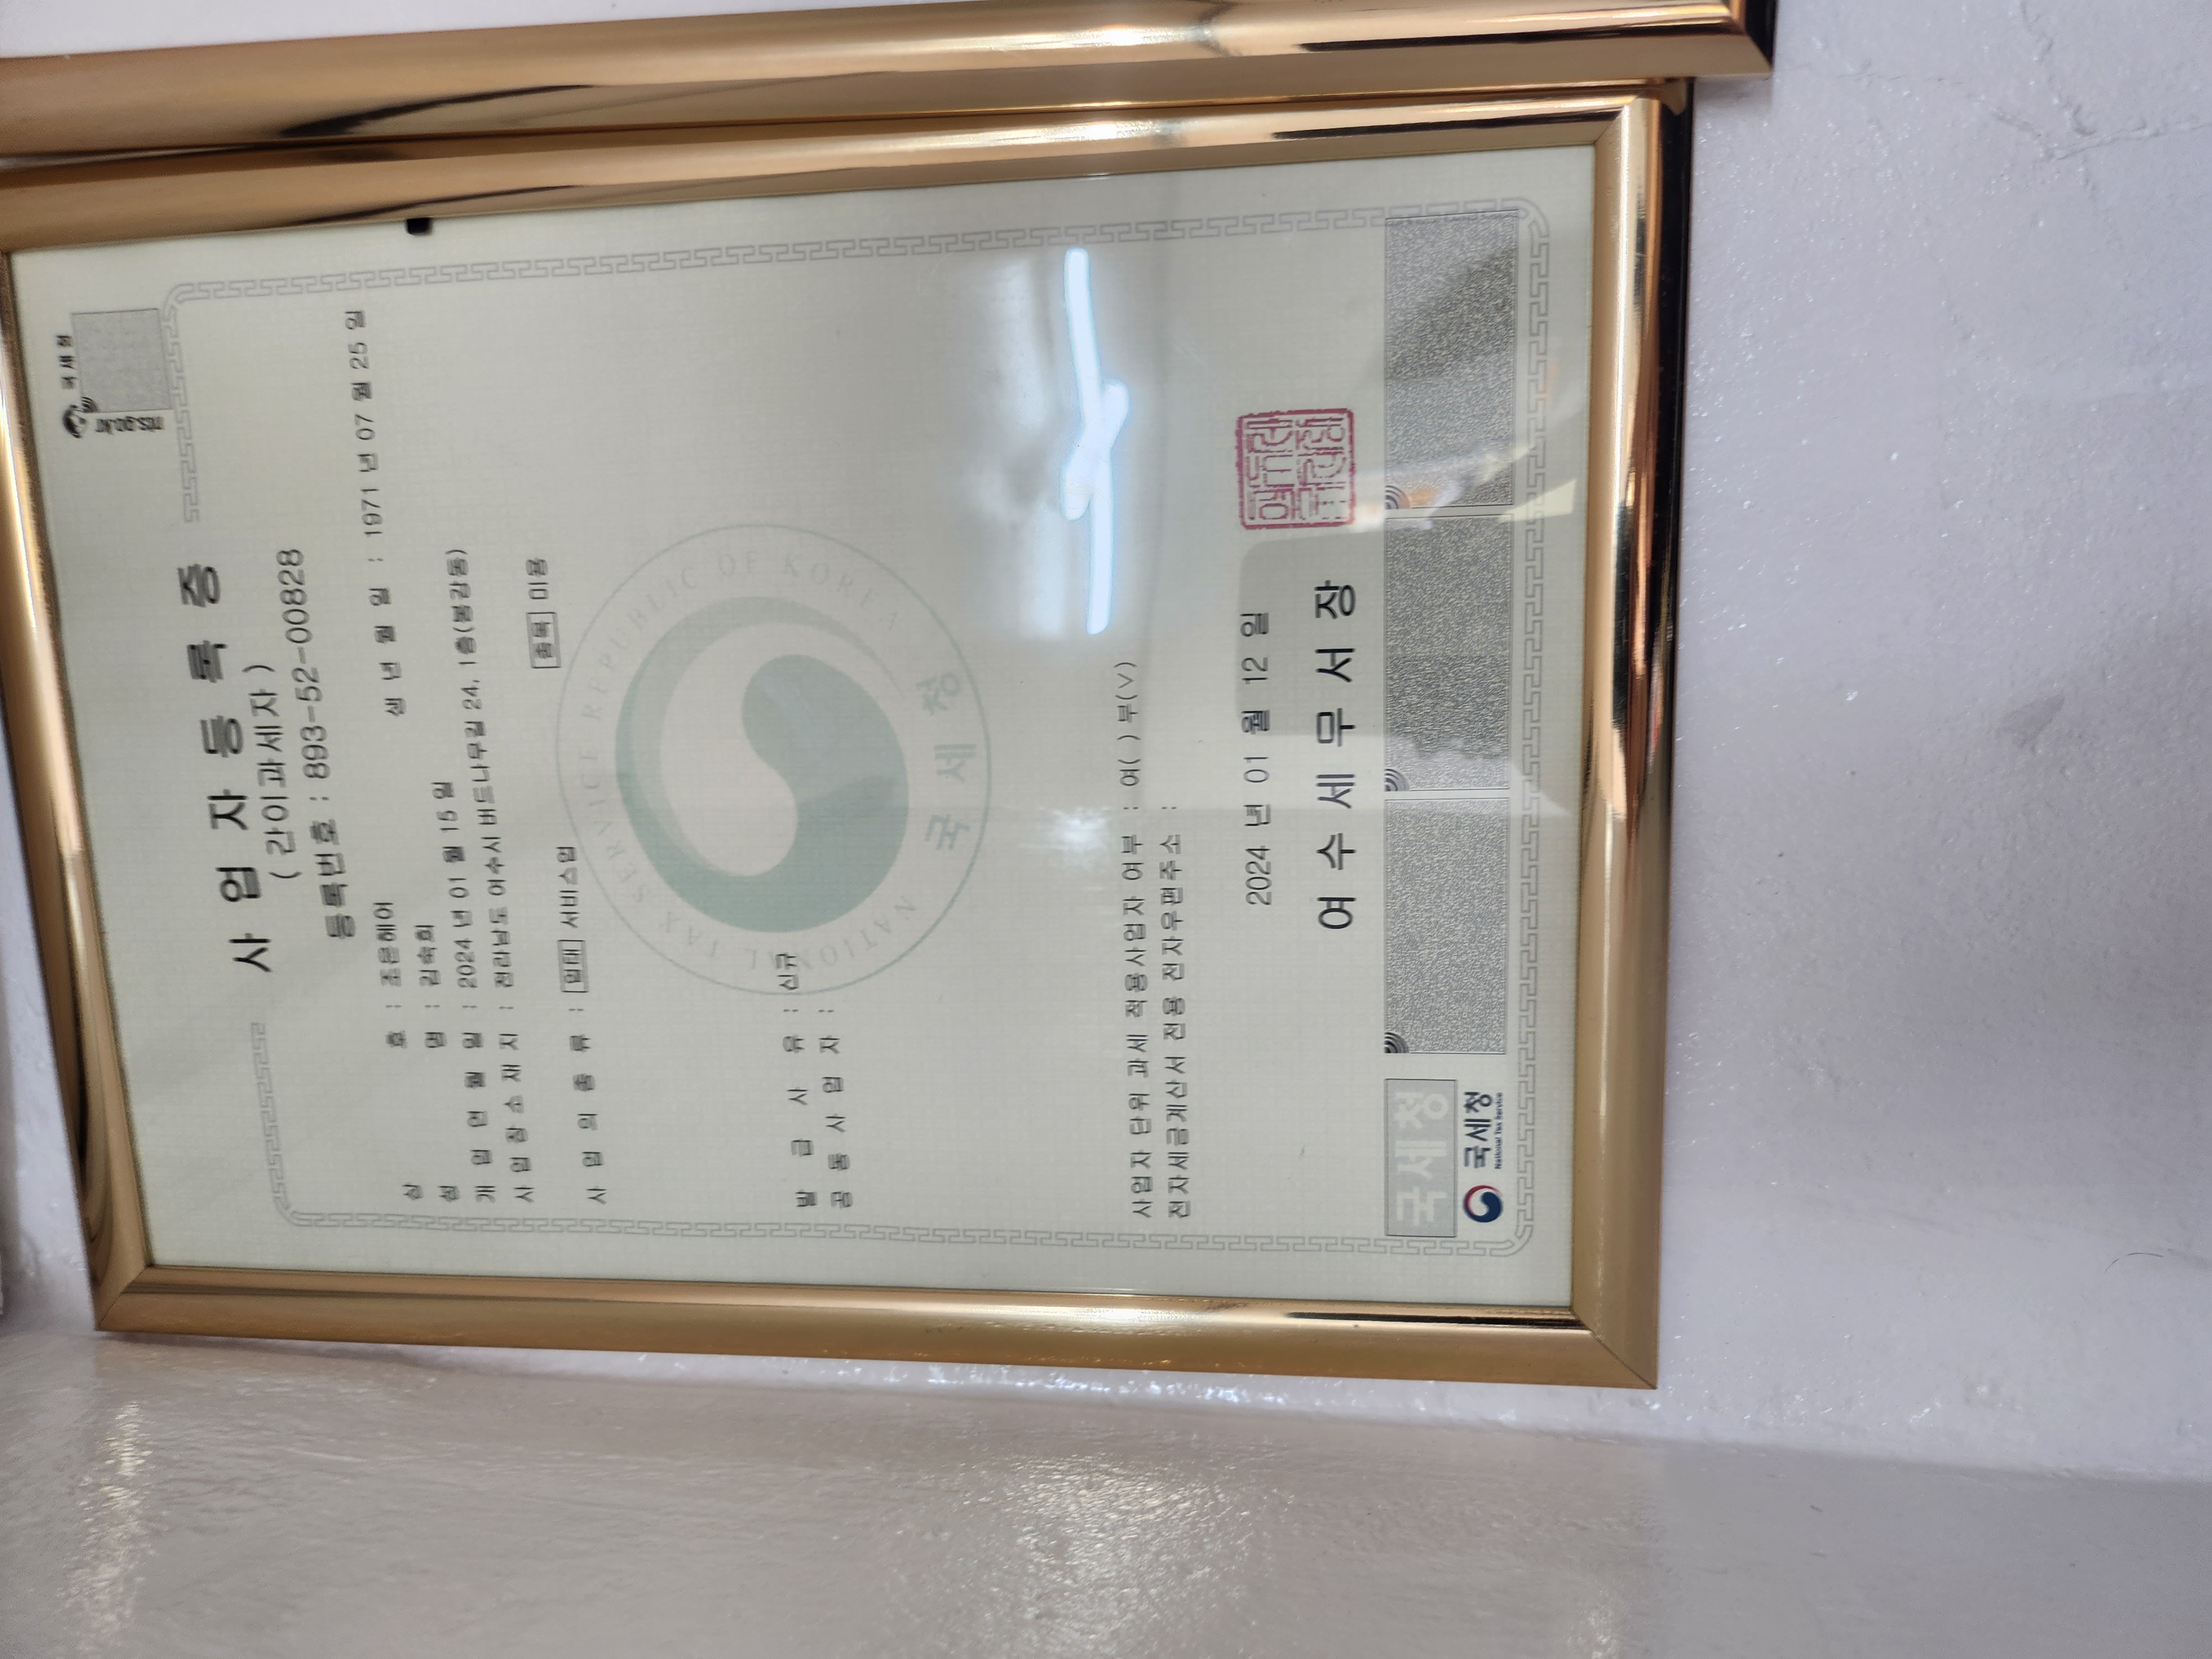 국세청
nts.go.kr
사 업 자 등 록 증
( 간이과세자 )
등록번호 : 893-52-00828
상 호 : 조은헤어
성 명 : 김숙희 생 년 월 일 : 1971 년 07 월 25 일
개 업 연 월 일 : 2024 년 01 월 15 일
사 업 장 소 재 지 : 전라남도 여수시 버드나무길 24, 1층(봉강동)
사 업 의 종 류 : 업태 서비스업 종목 미용
NATIONAL TAX SERVICE REPUBLIC OF KOREA
국세청
발 급 사 유 : 신규
공 동 사 업 자 :
사업자 단위 과세 적용사업자 여부 : 여( ) 부(∨)
전자세금계산서 전용 전자우편주소 :
2024 년 01 월 12 일
여 수 세 무 서 장
국세청
국세청
National Tax Service